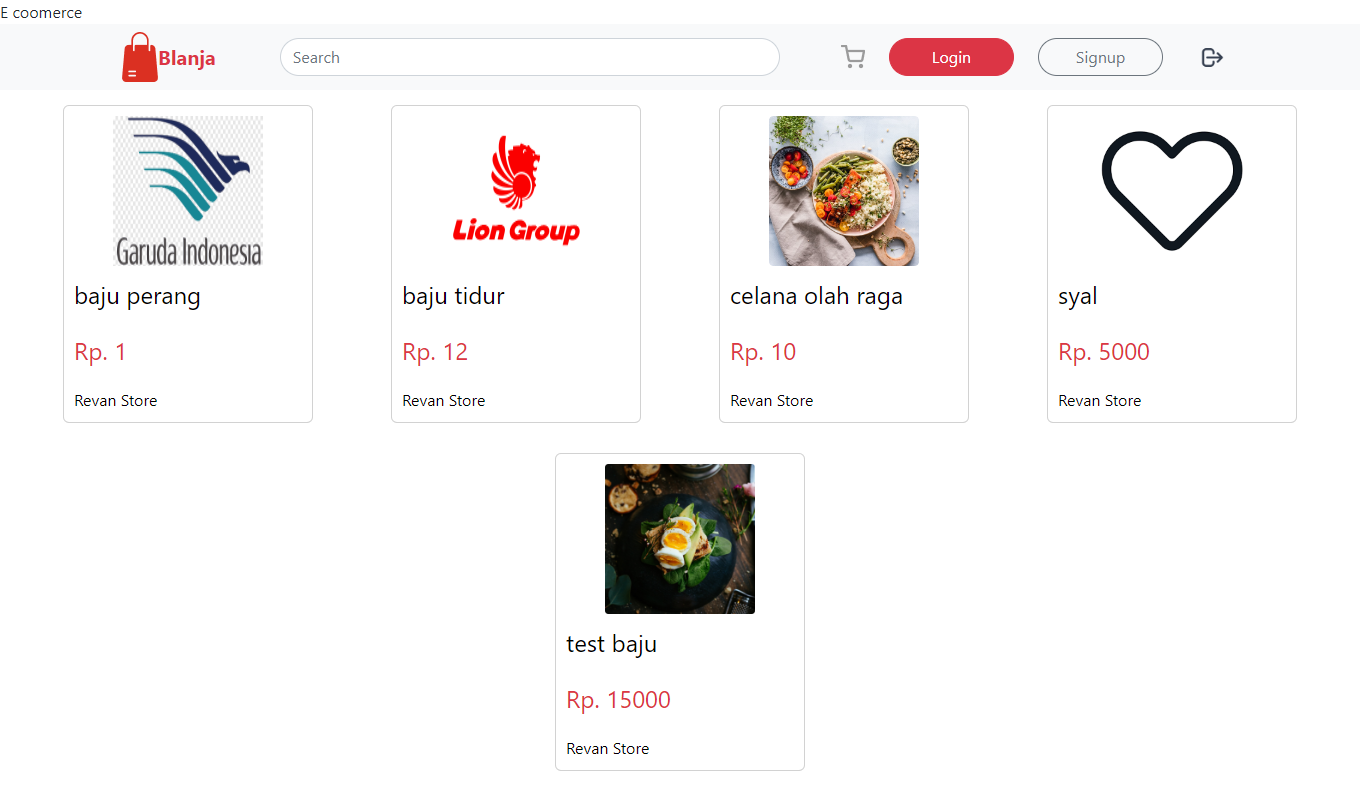 E coomerce
Blanja
Search
Login
Signup
Garuda Indonesia
baju perang
Rp. 1
Revan Store
Lion Group
baju tidur
Rp. 12
Revan Store
celana olah raga
Rp. 10
Revan Store
syal
Rp. 5000
Revan Store
test baju
Rp. 15000
Revan Store